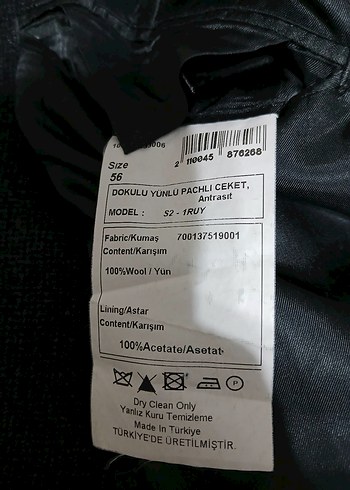 Size
56
2 110045 876268
DOKULU YÜNLÜ PACHLI CEKET,
Antrasit
MODEL : S2 - 1RUY
Fabric/Kumaş 700137519001
Content/Karışım
100%Wool / Yün
Lining/Astar
Content/Karışım
100%Acetate/Asetat
P
Dry Clean Only
Yanlız Kuru Temizleme
Made In Türkiye
TÜRKİYE'DE ÜRETİLMİŞTİR.